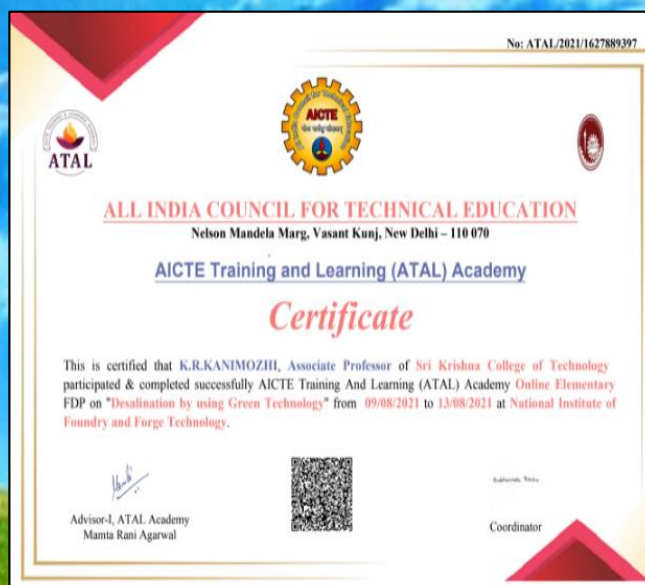 No: ATAL/2021/1627889397
ATAL
AICTE
ALL INDIA COUNCIL FOR TECHNICAL EDUCATION
Nelson Mandela Marg, Vasant Kunj, New Delhi – 110 070
AICTE Training and Learning (ATAL) Academy
Certificate
This is certified that K.R.KANIMOZHI, Associate Professor of Sri Krishna College of Technology
participated & completed successfully AICTE Training And Learning (ATAL) Academy Online Elementary
FDP on "Desalination by using Green Technology" from 09/08/2021 to 13/08/2021 at National Institute of
Foundry and Forge Technology.
Advisor-I, ATAL Academy
Mamta Rani Agarwal
Coordinator